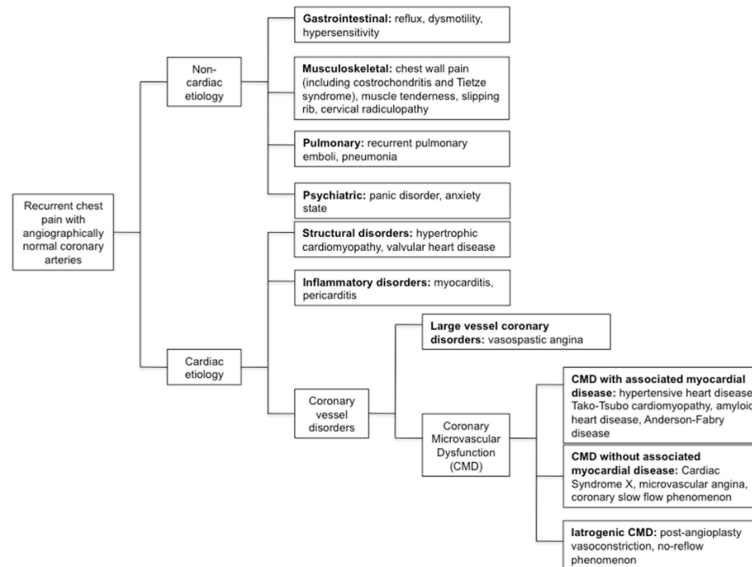 Gastrointestinal: reflux, dysmotility,
hypersensitivity
Non-
cardiac
etiology
Musculoskeletal: chest wall pain
(including costrochondritis and Tietze
syndrome), muscle tenderness, slipping
rib, cervical radiculopathy
Pulmonary: recurrent pulmonary
emboli, pneumonia
Psychiatric: panic disorder, anxiety
state
Recurrent chest
pain with
angiographically
normal coronary
arteries
Structural disorders: hypertrophic
cardiomyopathy, valvular heart disease
Inflammatory disorders: myocarditis,
pericarditis
Cardiac
etiology
Large vessel coronary
disorders: vasospastic angina
Coronary
vessel
disorders
Coronary
Microvascular
Dysfunction
(CMD)
CMD with associated myocardial
disease: hypertensive heart disease
Tako-Tsubo cardiomyopathy, amyloid
heart disease, Anderson-Fabry
disease
CMD without associated
myocardial disease: Cardiac
Syndrome X, microvascular angina,
coronary slow flow phenomenon
Iatrogenic CMD: post-angioplasty
vasoconstriction, no-reflow
phenomenon